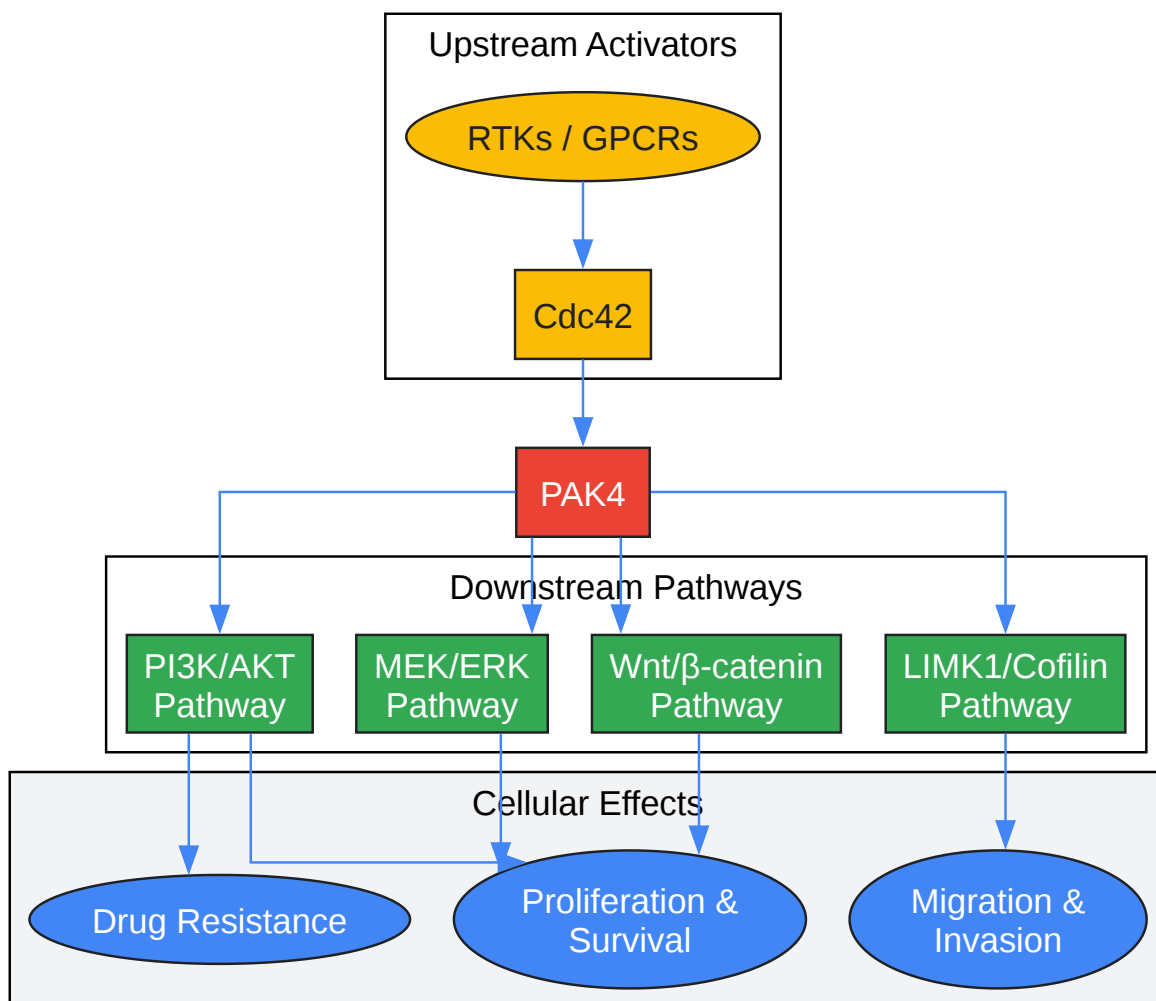 Upstream Activators
RTKs / GPCRs
Cdc42
PAK4
Downstream Pathways
PI3K/AKT
Pathway
MEK/ERK
Pathway
Wnt/β-catenin
Pathway
LIMK1/Cofilin
Pathway
Cellular Effects
Drug Resistance
Proliferation &
Survival
Migration &
Invasion